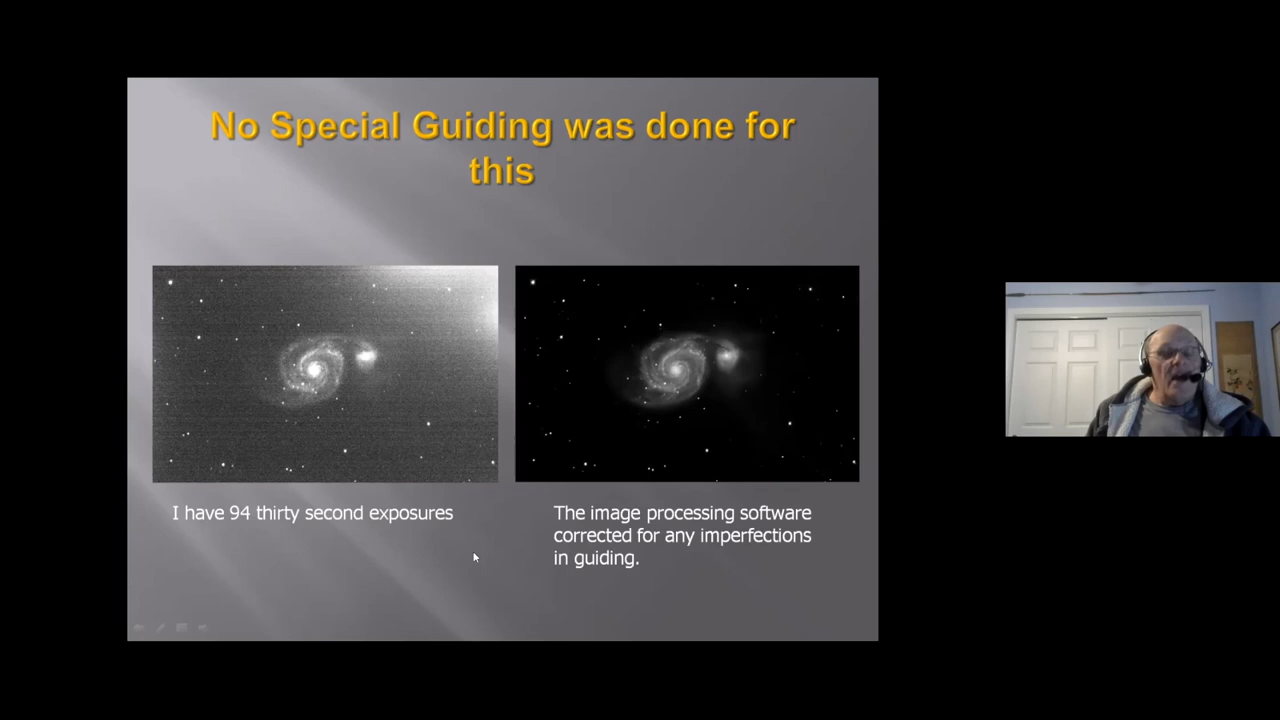 No Special Guiding was done for
this
I have 94 thirty second exposures
The image processing software
corrected for any imperfections
in guiding.